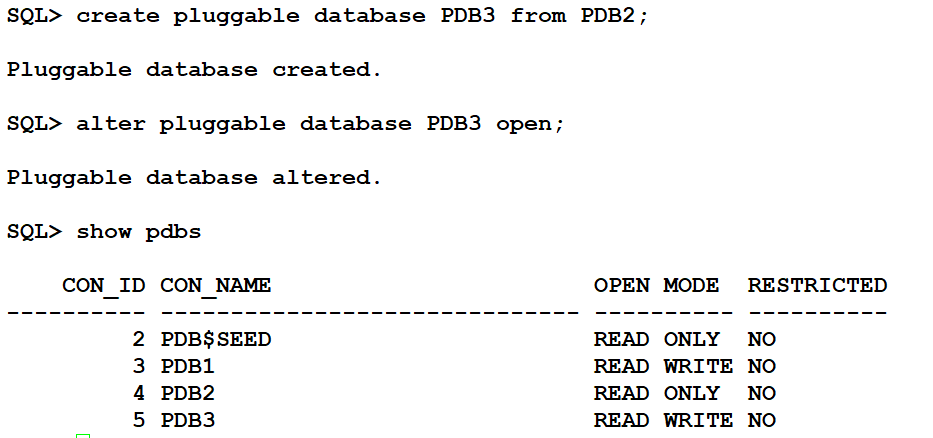 SQL> create pluggable database PDB3 from PDB2;
Pluggable database created.
SQL> alter pluggable database PDB3 open;
Pluggable database altered.
SQL> show pdbs
    CON_ID CON_NAME                       OPEN MODE  RESTRICTED
---------- ------------------------------ ---------- ----------
         2 PDB$SEED                       READ ONLY  NO
         3 PDB1                           READ WRITE NO
         4 PDB2                           READ ONLY  NO
         5 PDB3                           READ WRITE NO